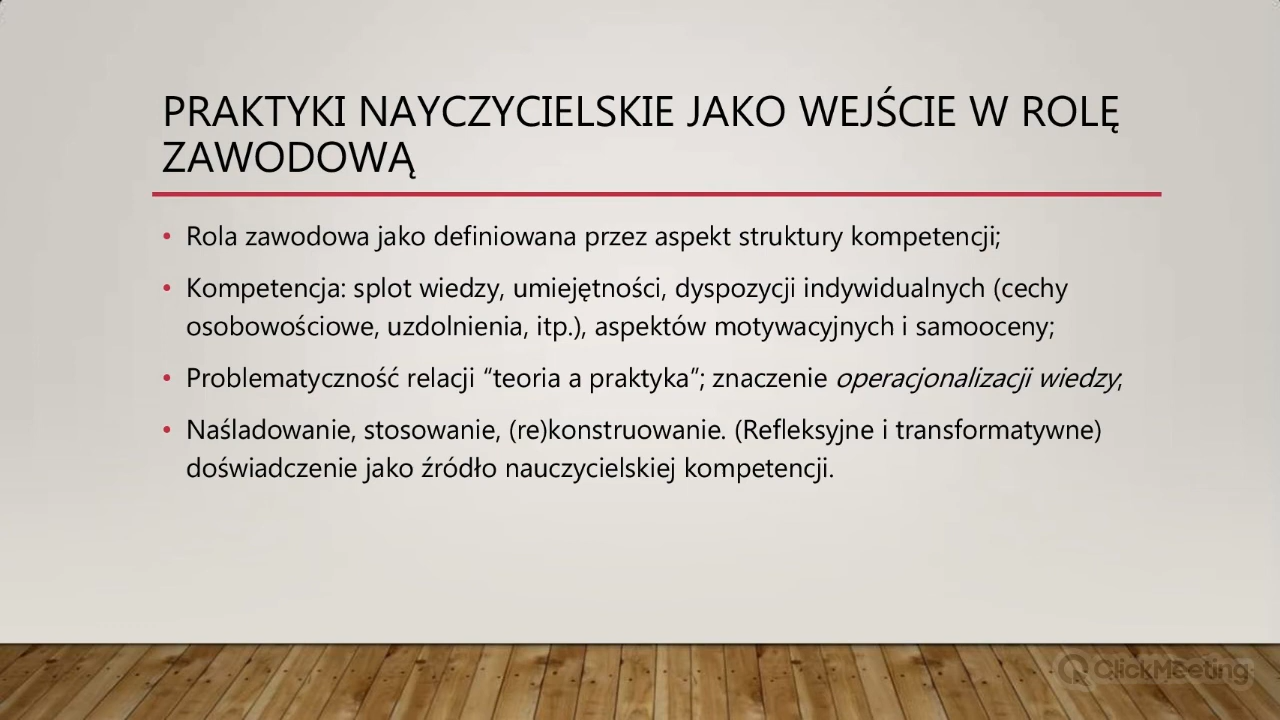 PRAKTYKI NAYCZYCIELSKIE JAKO WEJŚCIE W ROLĘ
ZAWODOWĄ
• Rola zawodowa jako definiowana przez aspekt struktury kompetencji;
• Kompetencja: splot wiedzy, umiejętności, dyspozycji indywidualnych (cechy
osobowościowe, uzdolnienia, itp.), aspektów motywacyjnych i samooceny;
• Problematyczność relacji “teoria a praktyka”; znaczenie operacjonalizacji wiedzy;
• Naśladowanie, stosowanie, (re)konstruowanie. (Refleksyjne i transformatywne)
doświadczenie jako źródło nauczycielskiej kompetencji.
ClickMeeting